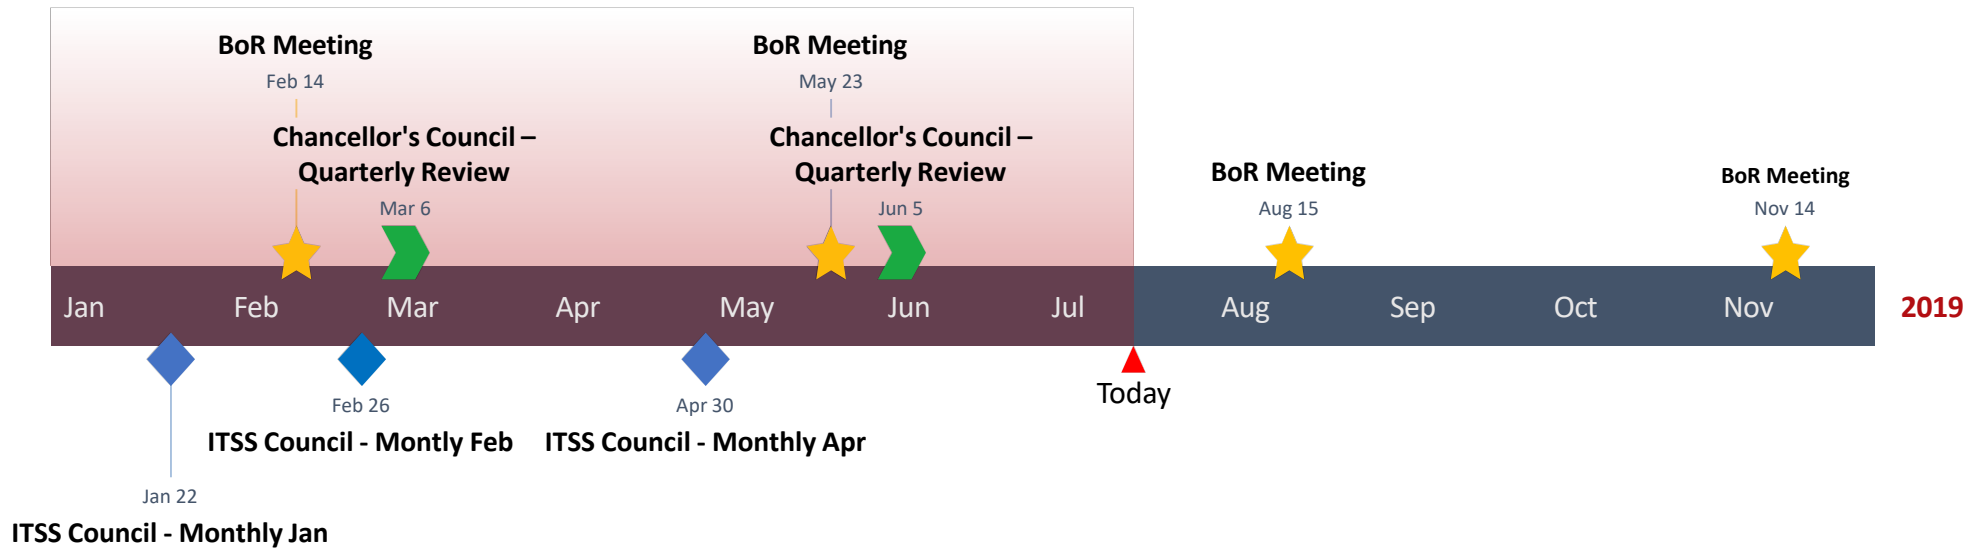 BoR Meeting
Feb 14
BoR Meeting
May 23
Chancellor's Council –
Quarterly Review
Mar 6
Chancellor's Council –
Quarterly Review
Jun 5
BoR Meeting
Aug 15
BoR Meeting
Nov 14
Jan Feb Mar Apr May Jun Jul Aug Sep Oct Nov 2019
Today
Feb 26
ITSS Council - Montly Feb
Apr 30
ITSS Council - Monthly Apr
Jan 22
ITSS Council - Monthly Jan